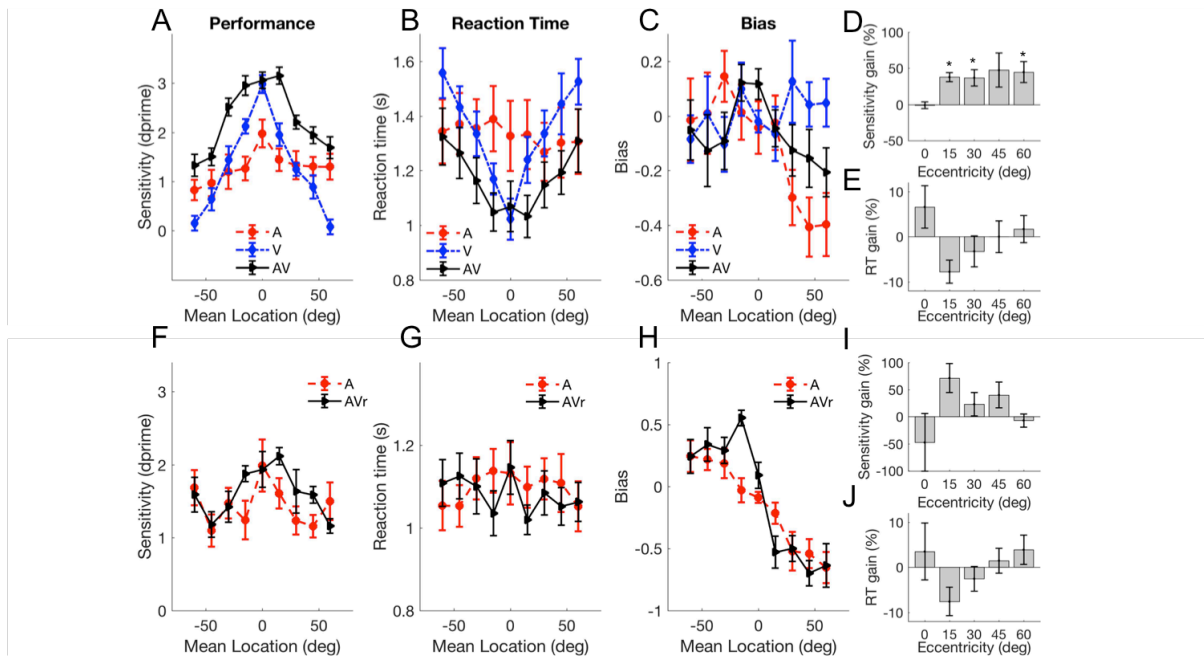 A
Performance
Sensitivity (dprime)
3
2
1
0
A
V
AV
-50
0
50
Mean Location (deg)
B
Reaction Time
Reaction time (s)
1.6
1.4
1.2
1
0.8
A
V
AV
-50
0
50
Mean Location (deg)
C
Bias
Bias
0.2
0
-0.2
-0.4
-0.6
A
V
AV
-50
0
50
Mean Location (deg)
D
Sensitivity gain (%)
100
50
0
-50
* * *
0 15 30 45 60
Eccentricity (deg)
E
RT gain (%)
10
0
-10
0 15 30 45 60
Eccentricity (deg)
F
Sensitivity (dprime)
3
2
1
0
A
AVr
-50
0
50
Mean Location (deg)
G
Reaction time (s)
1.2
1
0.8
A
AVr
-50
0
50
Mean Location (deg)
H
Bias
1
0.5
0
-0.5
-1
A
AVr
-50
0
50
Mean Location (deg)
I
Sensitivity gain (%)
100
50
0
-50
-100
0 15 30 45 60
Eccentricity (deg)
J
RT gain (%)
10
0
-10
0 15 30 45 60
Eccentricity (deg)